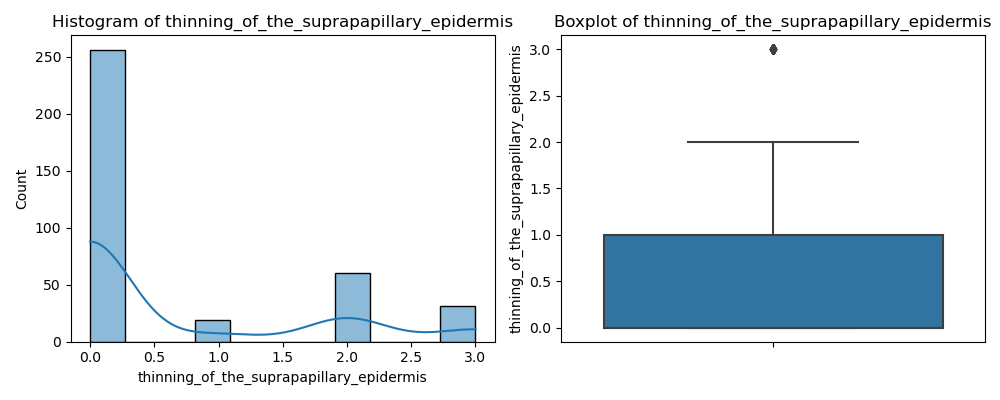 Histogram of thinning_of_the_suprapapillary_epidermis
Count
250
200
150
100
50
0
0.0 0.5 1.0 1.5 2.0 2.5 3.0
thinning_of_the_suprapapillary_epidermis
Boxplot of thinning_of_the_suprapapillary_epidermis
thinning_of_the_suprapapillary_epidermis
3.0
2.5
2.0
1.5
1.0
0.5
0.0